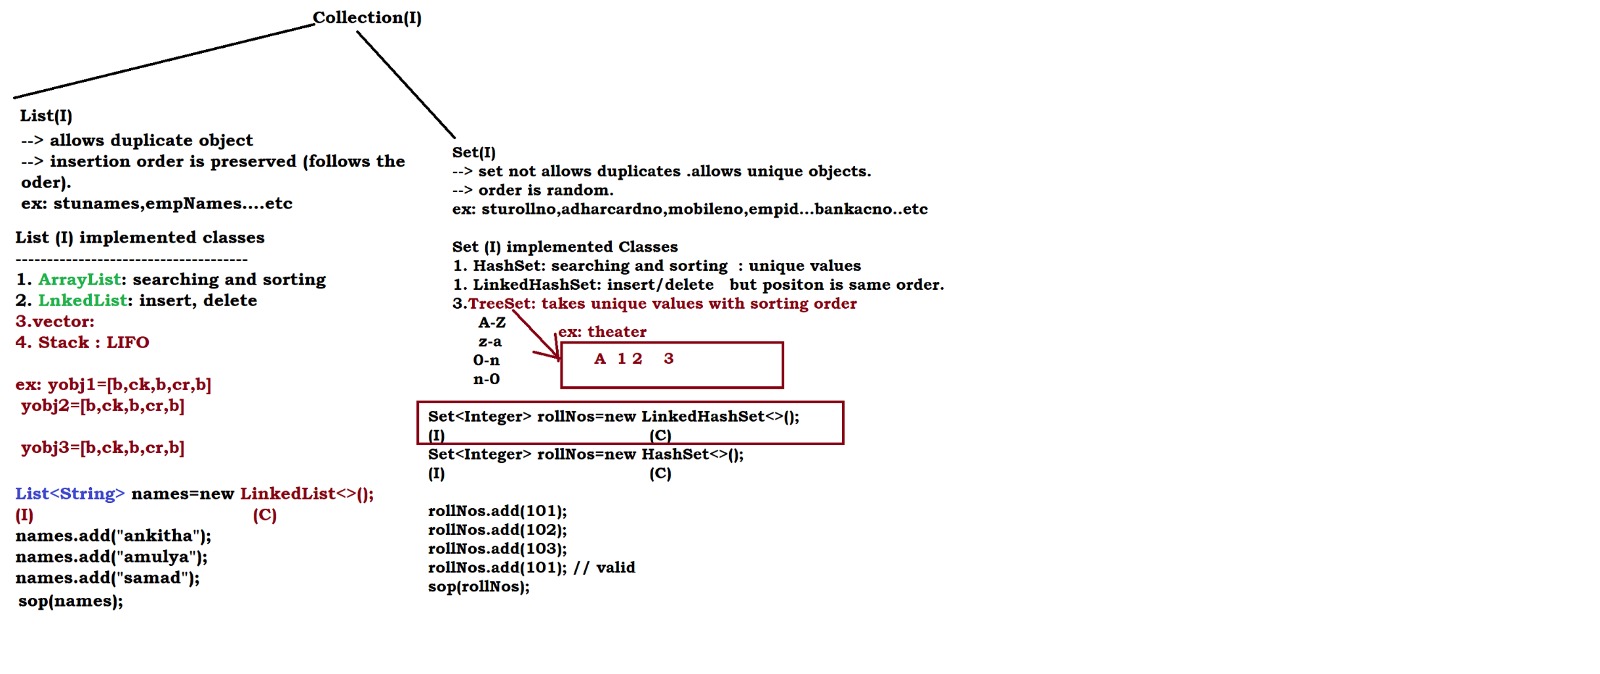 Collection(I)
List(I)
--> allows duplicate object
--> insertion order is preserved (follows the
oder).
ex: stunames,empNames....etc
List (I) implemented classes
-------------------------------------
1. ArrayList: searching and sorting
2. LnkedList: insert, delete
3.vector:
4. Stack : LIFO
ex: yobj1=[b,ck,b,cr,b]
yobj2=[b,ck,b,cr,b]
yobj3=[b,ck,b,cr,b]
List<String> names=new LinkedList<>();
(I) (C)
names.add("ankitha");
names.add("amulya");
names.add("samad");
sop(names);
Set(I)
--> set not allows duplicates .allows unique objects.
--> order is random.
ex: sturollno,adharcardno,mobileno,empid...bankacno..etc
Set (I) implemented Classes
1. HashSet: searching and sorting : unique values
1. LinkedHashSet: insert/delete but positon is same order.
3.TreeSet: takes unique values with sorting order
A-Z
z-a
0-n
n-0
ex: theater
A 1 2 3
Set<Integer> rollNos=new LinkedHashSet<>();
(I) (C)
Set<Integer> rollNos=new HashSet<>();
(I) (C)
rollNos.add(101);
rollNos.add(102);
rollNos.add(103);
rollNos.add(101); // valid
sop(rollNos);